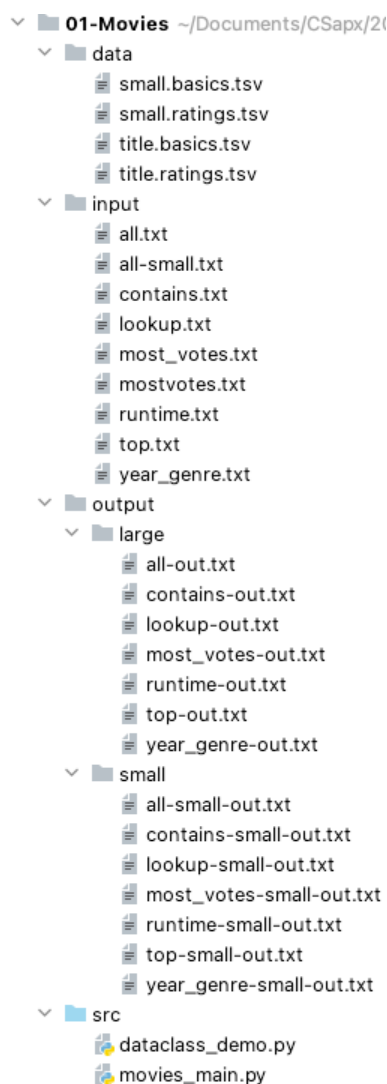 01-Movies ~/Documents/CSapx/20
data
small.basics.tsv
small.ratings.tsv
title.basics.tsv
title.ratings.tsv
input
all.txt
all-small.txt
contains.txt
lookup.txt
most_votes.txt
mostvotes.txt
runtime.txt
top.txt
year_genre.txt
output
large
all-out.txt
contains-out.txt
lookup-out.txt
most_votes-out.txt
runtime-out.txt
top-out.txt
year_genre-out.txt
small
all-small-out.txt
contains-small-out.txt
lookup-small-out.txt
most_votes-small-out.txt
runtime-small-out.txt
top-small-out.txt
year_genre-small-out.txt
src
dataclass_demo.py
movies_main.py